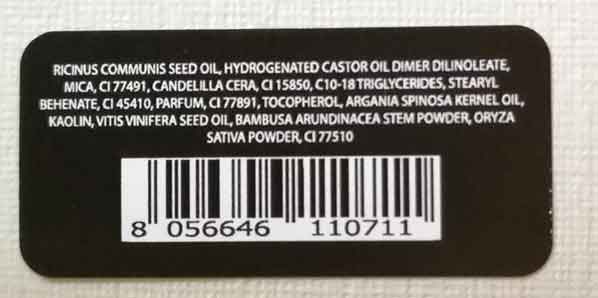 RICINUS COMMUNIS SEED OIL, HYDROGENATED CASTOR OIL DIMER DILINOLEATE,
MICA, CI 77491, CANDELILLA CERA, CI 15850, C10-18 TRIGLYCERIDES, STEARYL
BEHENATE, CI 45410, PARFUM, CI 77891, TOCOPHEROL, ARGANIA SPINOSA KERNEL OIL,
KAOLIN, VITIS VINIFERA SEED OIL, BAMBUSA ARUNDINACEA STEM POWDER, ORYZA
SATIVA POWDER, CI 77510
8 056646 110711